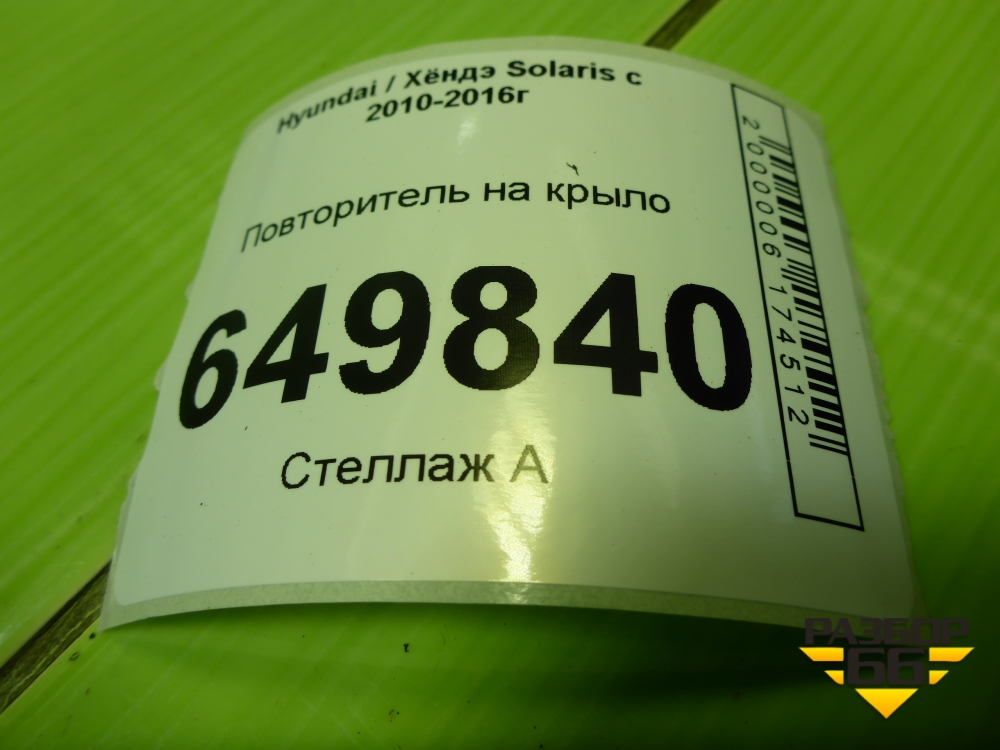 Hyundai / Хёндэ Solaris с
2010-2016г
Повторитель на крыло
649840
Стеллаж А
2000006174512
РАЗБОР
66